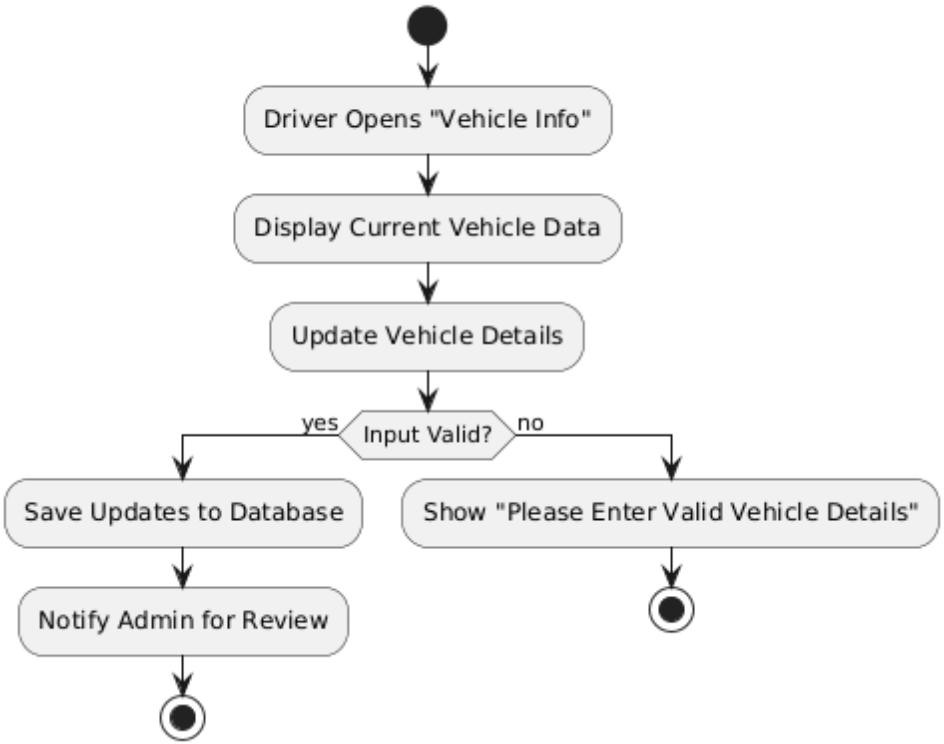 Driver Opens "Vehicle Info"
Display Current Vehicle Data
Update Vehicle Details
yes
Input Valid?
no
Save Updates to Database
Show "Please Enter Valid Vehicle Details"
Notify Admin for Review